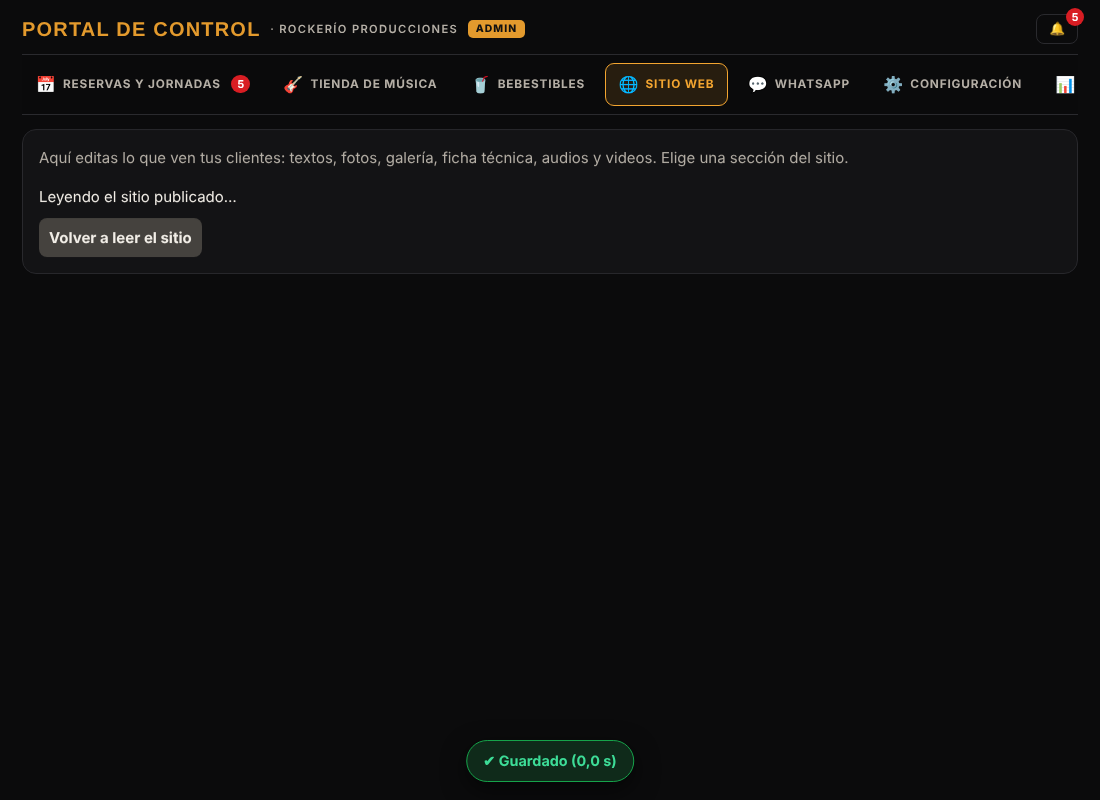 PORTAL DE CONTROL · ROCKERÍO PRODUCCIONES ADMIN 5
RESERVAS Y JORNADAS 5 TIENDA DE MÚSICA BEBESTIBLES SITIO WEB WHATSAPP CONFIGURACIÓN
Aquí editas lo que ven tus clientes: textos, fotos, galería, ficha técnica, audios y videos. Elige una sección del sitio.
Leyendo el sitio publicado...
Volver a leer el sitio
✔ Guardado (0,0 s)